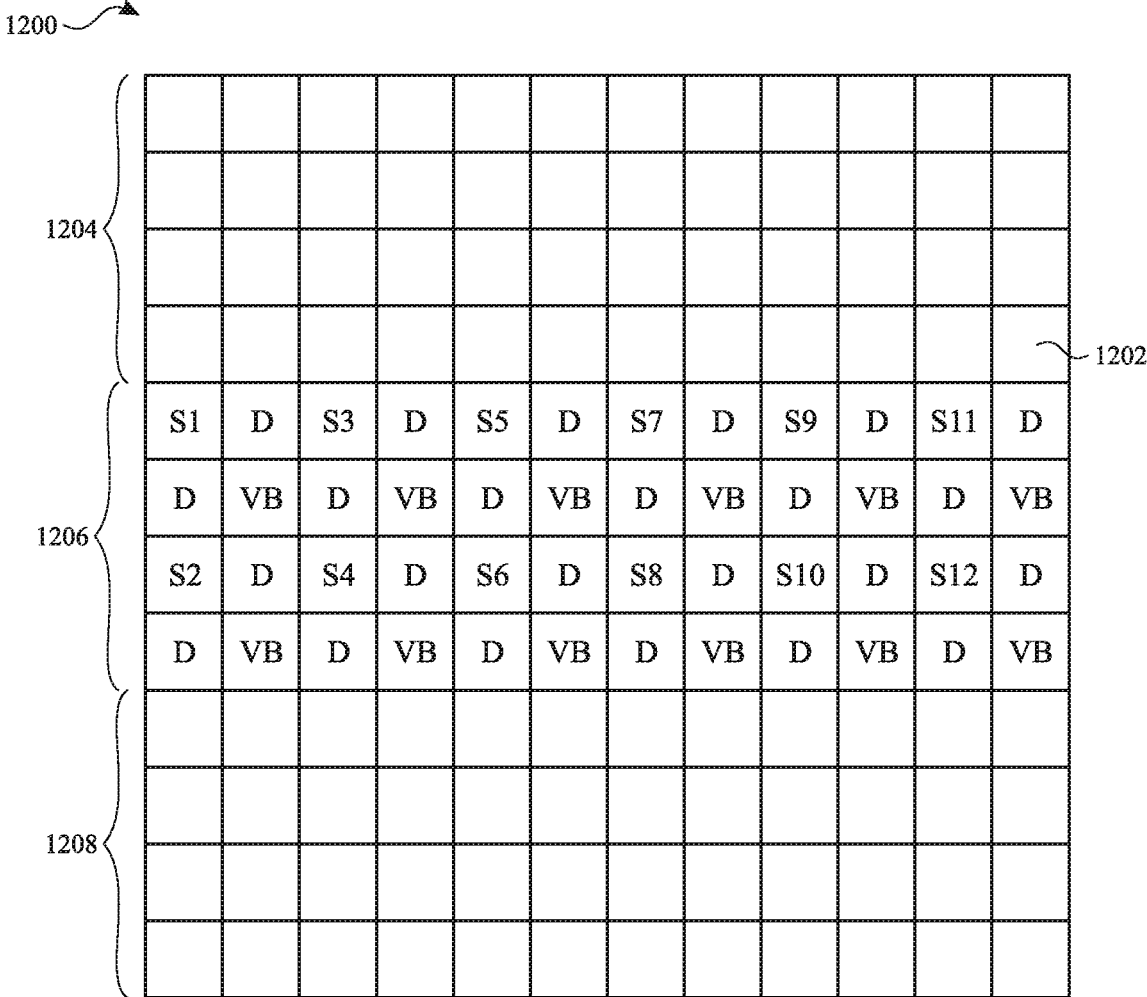 1200
1204
1202
S1 D S3 D S5 D S7 D S9 D S11 D
D VB D VB D VB D VB D VB D VB
1206
S2 D S4 D S6 D S8 D S10 D S12 D
D VB D VB D VB D VB D VB D VB
1208